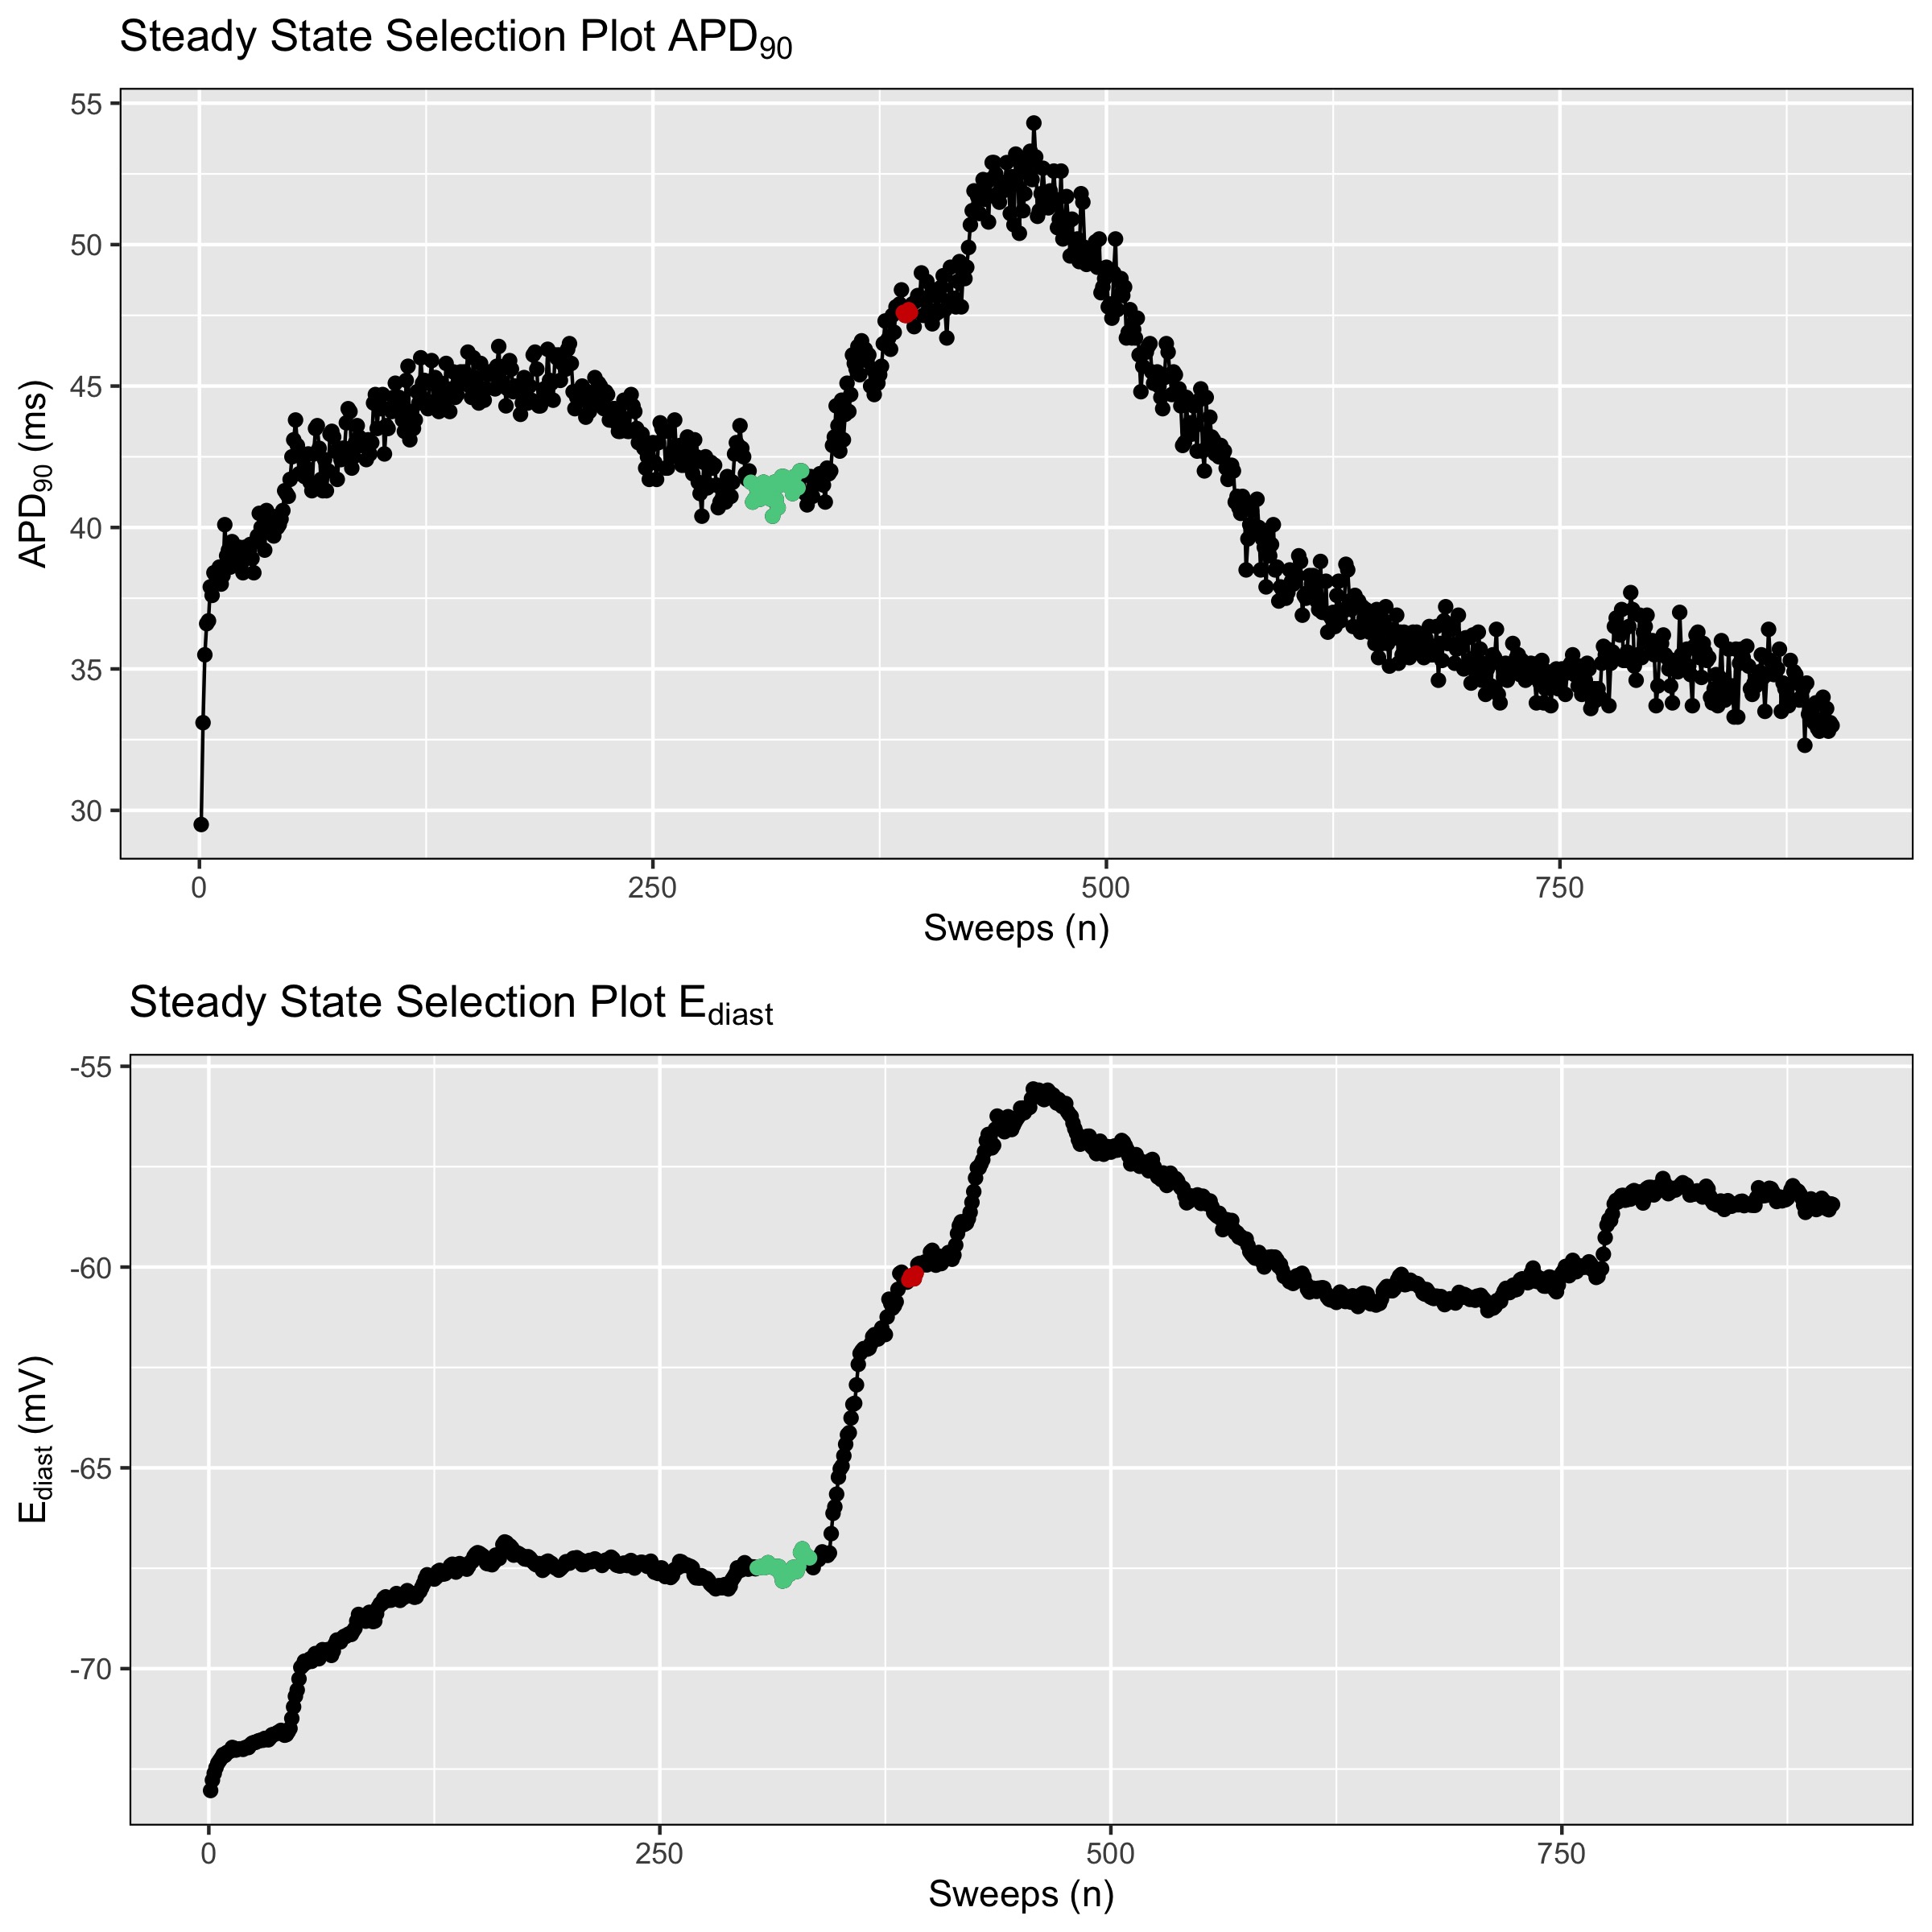 Steady State Selection Plot APD90
55
50
45
40
35
30
APD90 (ms)
0 250 500 750
Sweeps (n)
Steady State Selection Plot Ediast
-55
-60
-65
-70
Ediast (mV)
0 250 500 750
Sweeps (n)